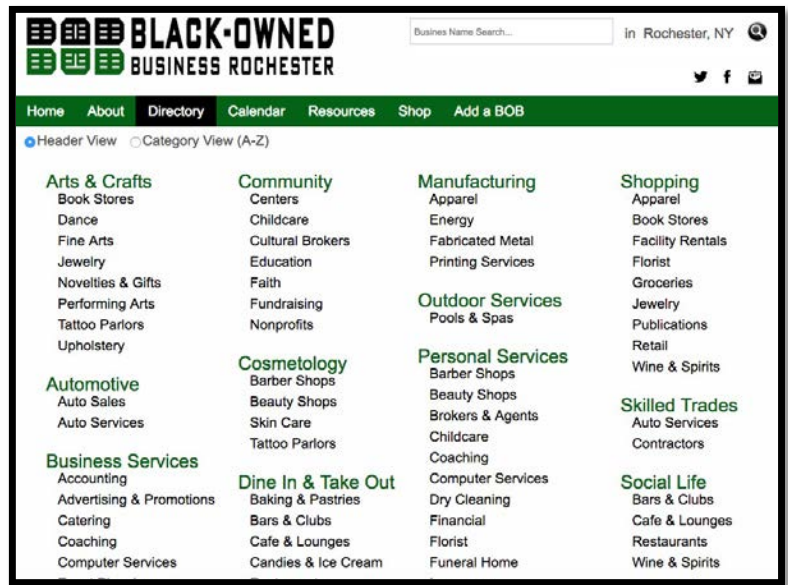 BLACK-OWNED
BUSINESS ROCHESTER
Busines Name Search...
in Rochester, NY
Home About Directory Calendar Resources Shop Add a BOB
Header View Category View (A-Z)
Arts & Crafts
Book Stores
Dance
Fine Arts
Jewelry
Novelties & Gifts
Performing Arts
Tattoo Parlors
Upholstery
Automotive
Auto Sales
Auto Services
Business Services
Accounting
Advertising & Promotions
Catering
Coaching
Computer Services
Community
Centers
Childcare
Cultural Brokers
Education
Faith
Fundraising
Nonprofits
Cosmetology
Barber Shops
Beauty Shops
Skin Care
Tattoo Parlors
Dine In & Take Out
Baking & Pastries
Bars & Clubs
Cafe & Lounges
Candies & Ice Cream
Manufacturing
Apparel
Energy
Fabricated Metal
Printing Services
Outdoor Services
Pools & Spas
Personal Services
Barber Shops
Beauty Shops
Brokers & Agents
Childcare
Coaching
Computer Services
Dry Cleaning
Financial
Florist
Funeral Home
Shopping
Apparel
Book Stores
Facility Rentals
Florist
Groceries
Jewelry
Publications
Retail
Wine & Spirits
Skilled Trades
Auto Services
Contractors
Social Life
Bars & Clubs
Cafe & Lounges
Restaurants
Wine & Spirits